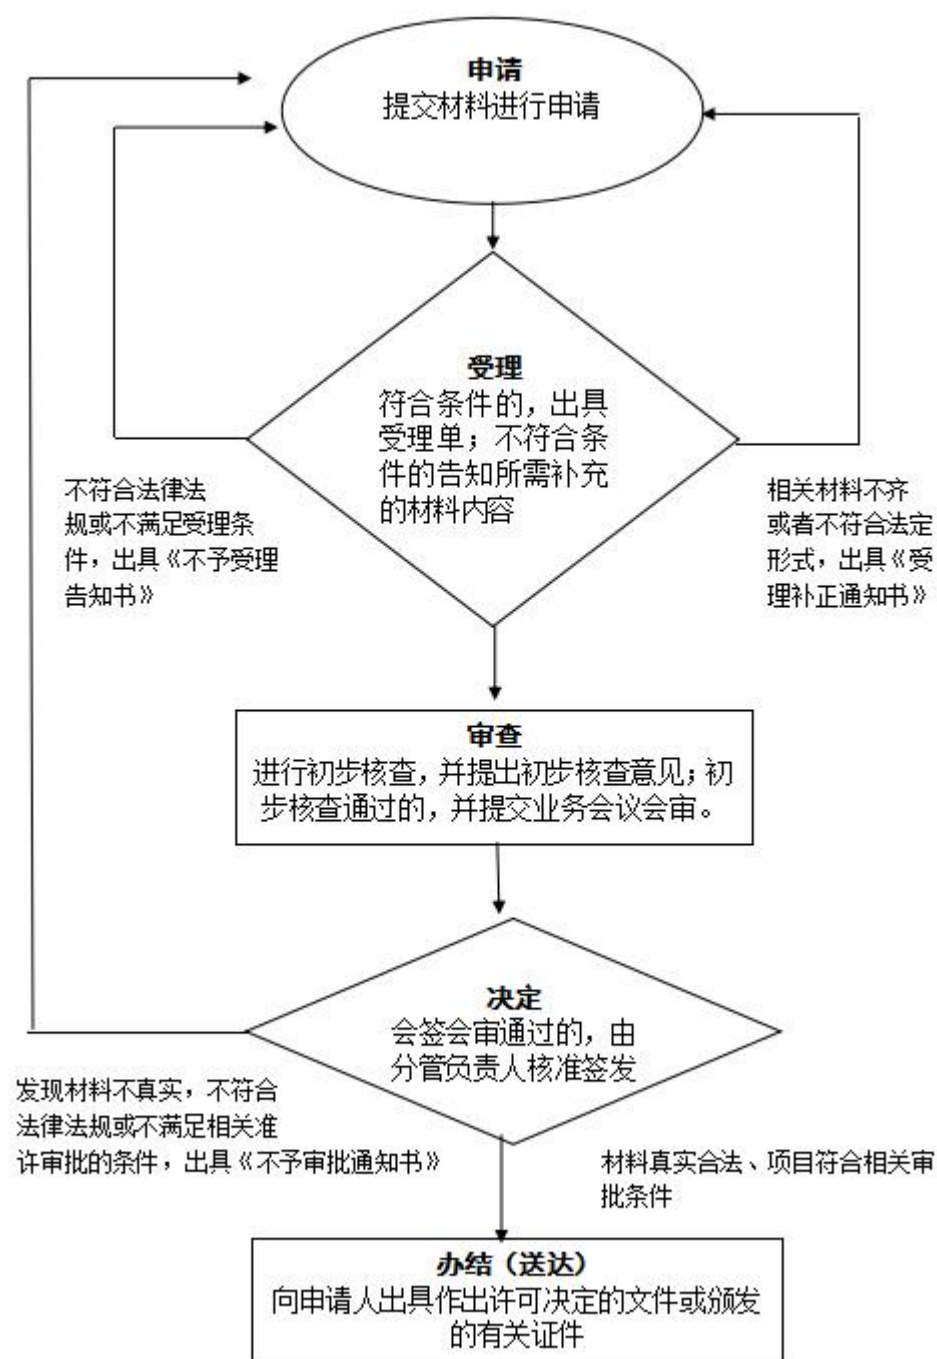 申请
提交材料进行申请
受理
符合条件的，出具
受理单；不符合条
件的告知所需补充
的材料内容
不符合法律法
规或不满足受理条
件，出具《不予受理
告知书》
相关材料不齐
或者不符合法定
形式，出具《受
理补正通知书》
审查
进行初步核查，并提出初步核查意见；初
步核查通过的，并提交业务会议会审。
决定
会签会审通过的，由
分管负责人核准签发
发现材料不真实，不符合
法律法规或不满足相关准
许审批的条件，出具《不予审批通知书》
材料真实合法、项目符合相关审
批条件
办结（送达）
向申请人出具作出许可决定的文件或颁发
的有关证件